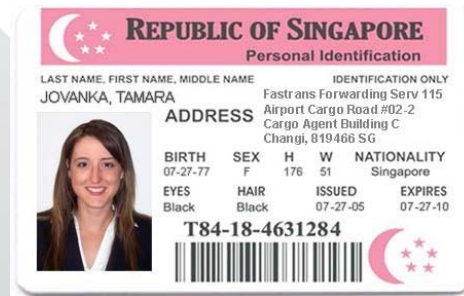 REPUBLIC OF SINGAPORE
Personal Identification
LAST NAME, FIRST NAME, MIDDLE NAME IDENTIFICATION ONLY
JOVANKA, TAMARA
ADDRESS
Fastrans Forwarding Serv 115
Airport Cargo Road #02-2
Cargo Agent Building C
Changi, 819466 SG
BIRTH SEX H W NATIONALITY
07-27-77 F 176 51 Singapore
EYES HAIR ISSUED EXPIRES
Black Black 07-27-05 07-27-10
T84-18-4631284